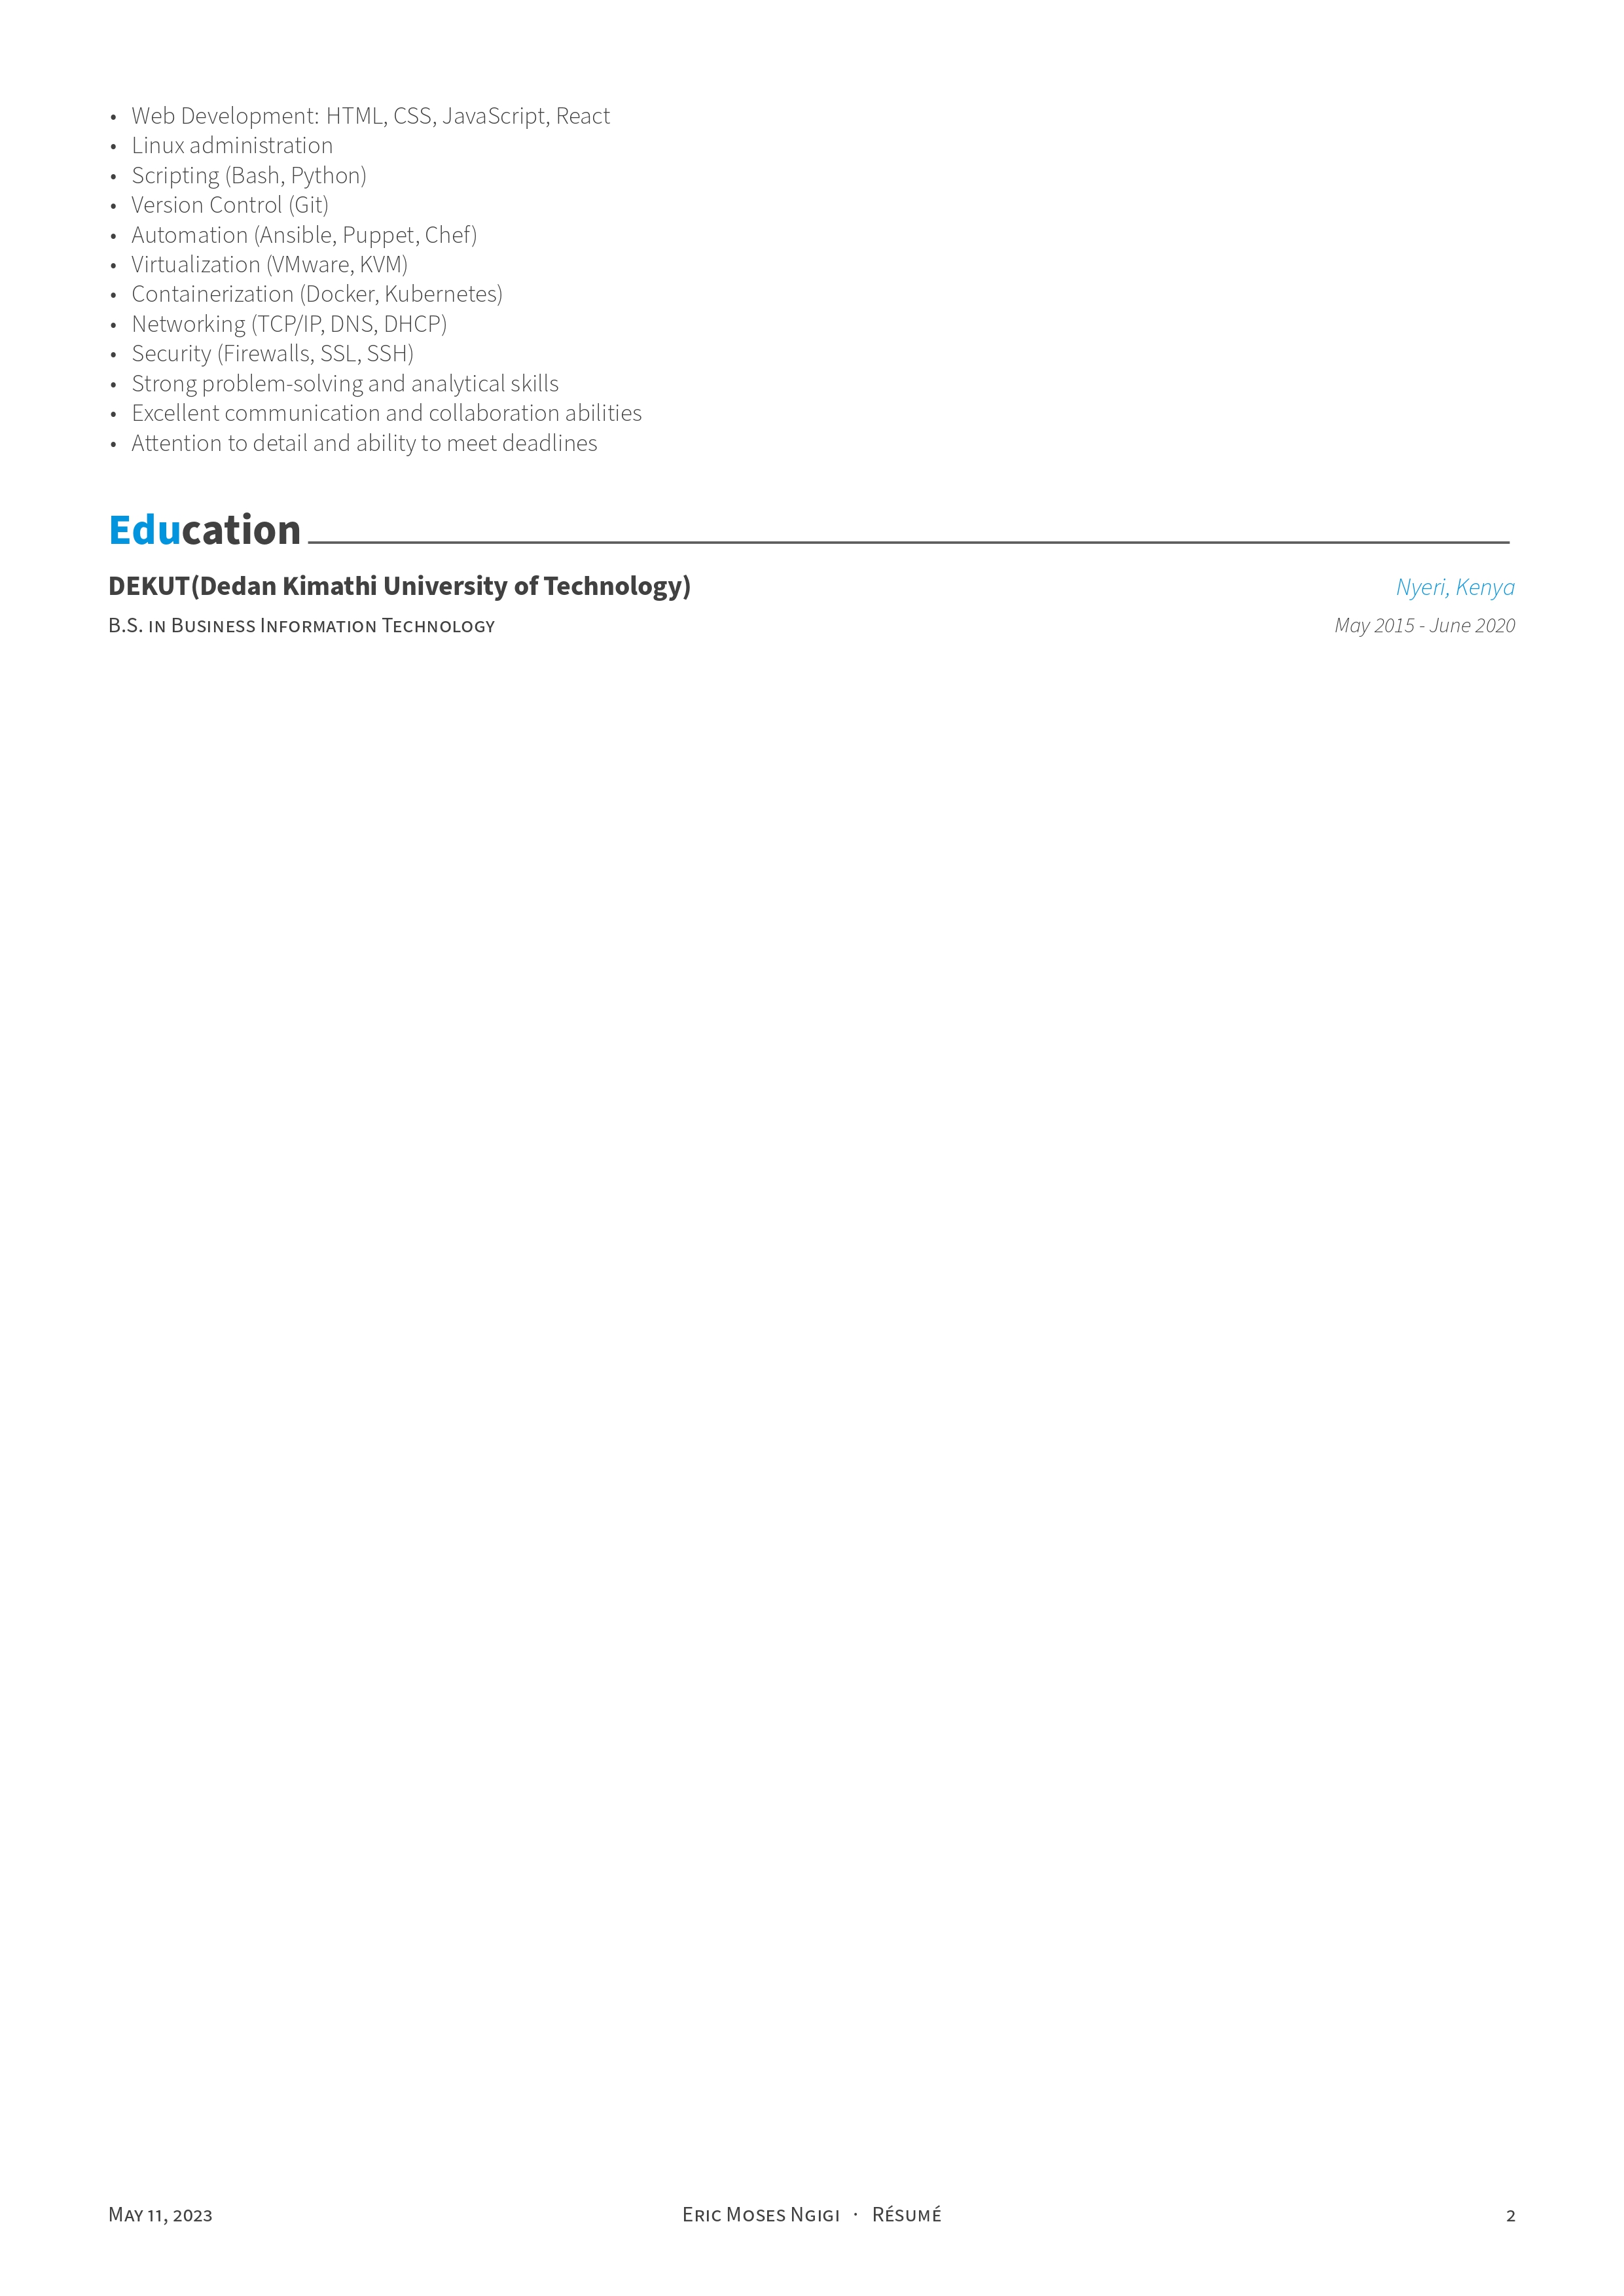 • Web Development: HTML, CSS, JavaScript, React
• Linux administration
• Scripting (Bash, Python)
• Version Control (Git)
• Automation (Ansible, Puppet, Chef)
• Virtualization (VMware, KVM)
• Containerization (Docker, Kubernetes)
• Networking (TCP/IP, DNS, DHCP)
• Security (Firewalls, SSL, SSH)
• Strong problem-solving and analytical skills
• Excellent communication and collaboration abilities
• Attention to detail and ability to meet deadlines
Education
DEKUT(Dedan Kimathi University of Technology) Nyeri, Kenya
B.S. in Business Information Technology May 2015 - June 2020
May 11, 2023 Eric Moses Ngigi · Résumé 2